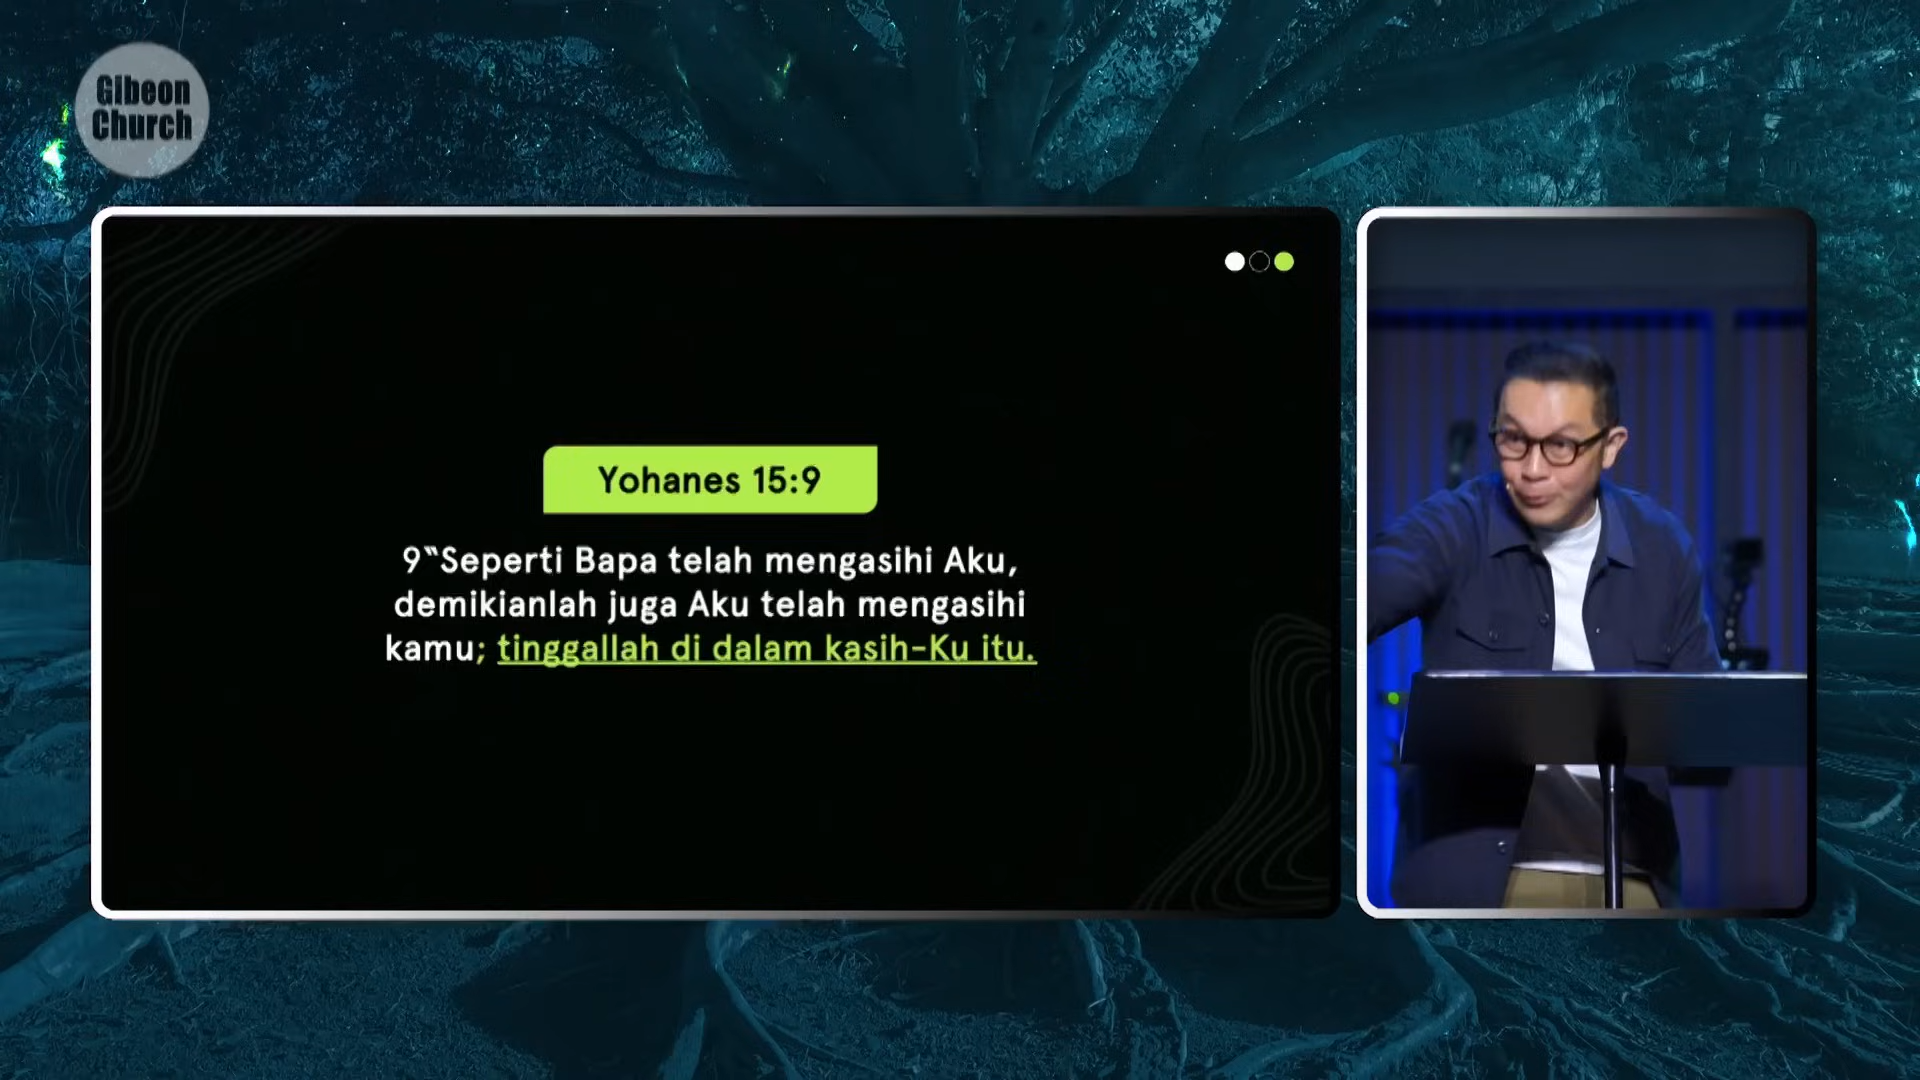 Gibeon
Church
Yohanes 15:9
9‟Seperti Bapa telah mengasihi Aku,
demikianlah juga Aku telah mengasihi
kamu; tinggallah di dalam kasih-Ku itu.